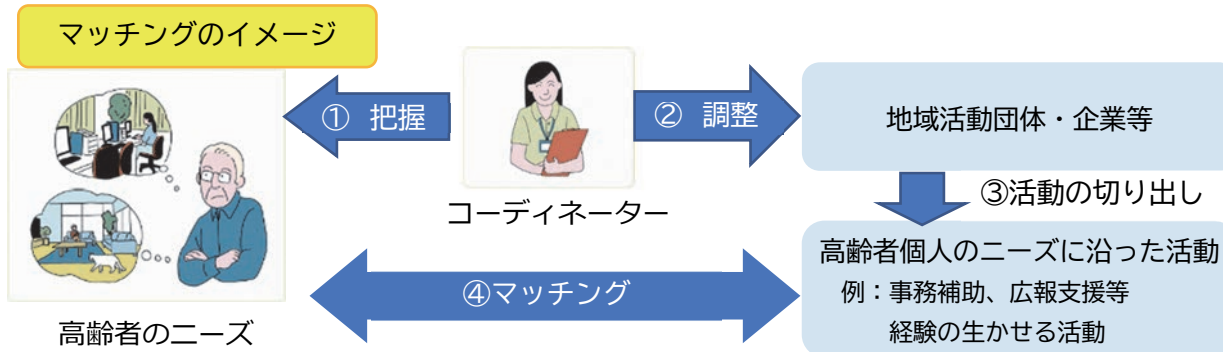 マッチングのイメージ
① 把握
② 調整
地域活動団体・企業等
コーディネーター
③活動の切り出し
高齢者個人のニーズに沿った活動
例：事務補助、広報支援等
経験の生かせる活動
④マッチング
高齢者のニーズ